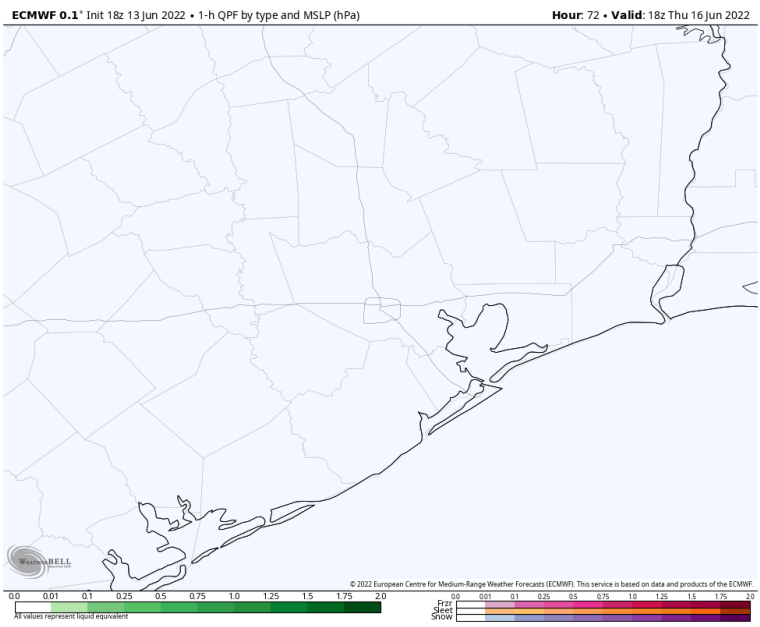 ECMWF 0.1° Init 18z 13 Jun 2022 • 1-h QPF by type and MSLP (hPa)
Hour: 72 • Valid: 18z Thu 16 Jun 2022
WeatherBELL
© 2022 European Centre for Medium-Range Weather Forecasts (ECMWF). This service is based on data and products of the ECMWF.
0.0 0.01 0.1 0.25 0.5 0.75 1.0 1.25 1.5 1.75 2.0
All values represent liquid equivalent
0.0 0.01 0.1 0.25 0.5 0.75 1.0 1.25 1.5 1.75 2.0
Frzr
Sleet
Snow